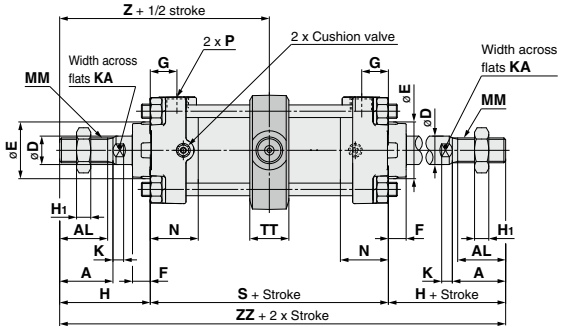 Z + 1/2 stroke
G
2 x P
2 x Cushion valve
G
Width across
flats KA
Width across
flats KA
MM
MM
øE
øD
øE
øD
H1
AL
K
A
H
F
N
TT
N
F
H1
AL
K
A
S + Stroke
H + Stroke
ZZ + 2 x Stroke